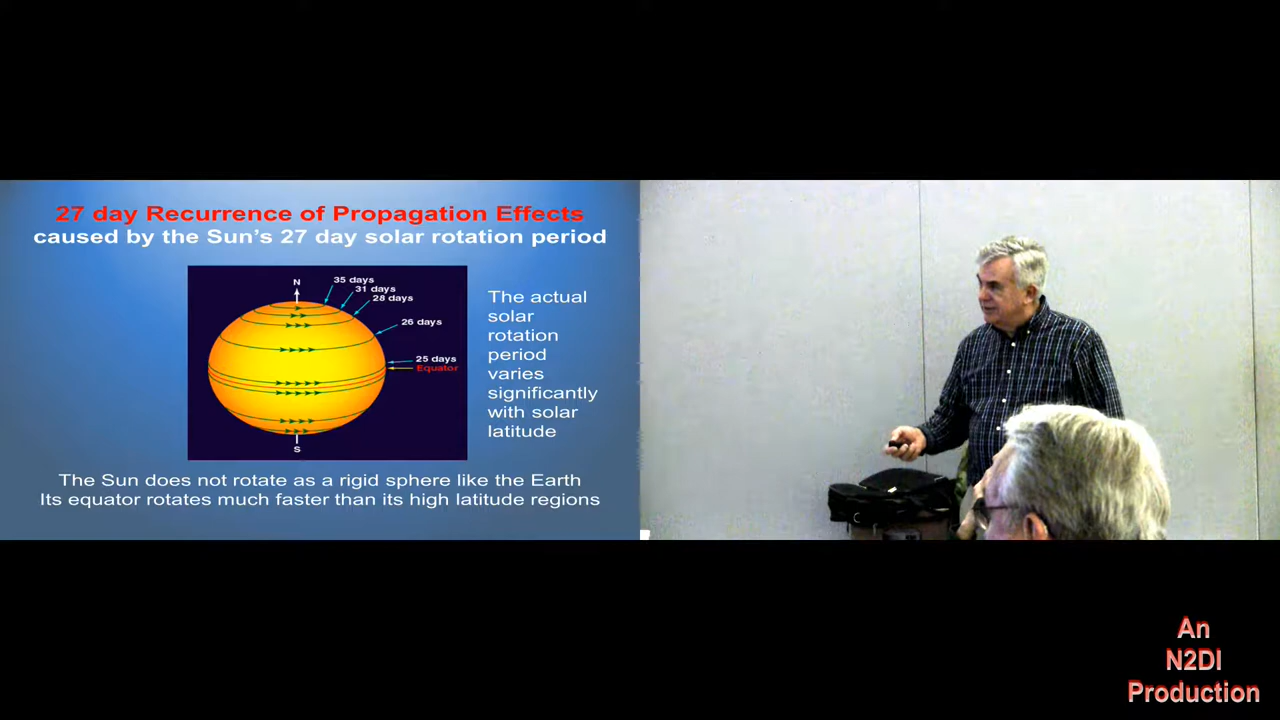 27 day Recurrence of Propagation Effects
caused by the Sun's 27 day solar rotation period
N
35 days
31 days
28 days
26 days
25 days
Equator
S
The actual
solar
rotation
period
varies
significantly
with solar
latitude
The Sun does not rotate as a rigid sphere like the Earth
Its equator rotates much faster than its high latitude regions
An
N2DI
Production